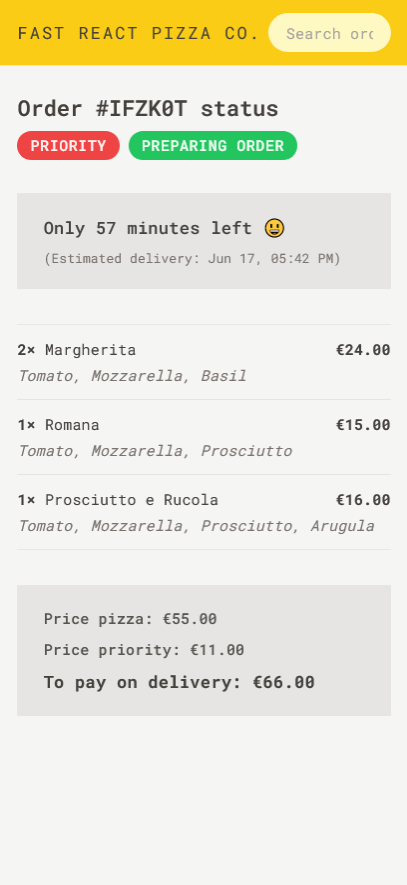 FAST REACT PIZZA CO.
Search or
Order #IFZK0T status
PRIORITY
PREPARING ORDER
Only 57 minutes left 😃
(Estimated delivery: Jun 17, 05:42 PM)
2× Margherita €24.00
Tomato, Mozzarella, Basil
1× Romana €15.00
Tomato, Mozzarella, Prosciutto
1× Prosciutto e Rucola €16.00
Tomato, Mozzarella, Prosciutto, Arugula
Price pizza: €55.00
Price priority: €11.00
To pay on delivery: €66.00